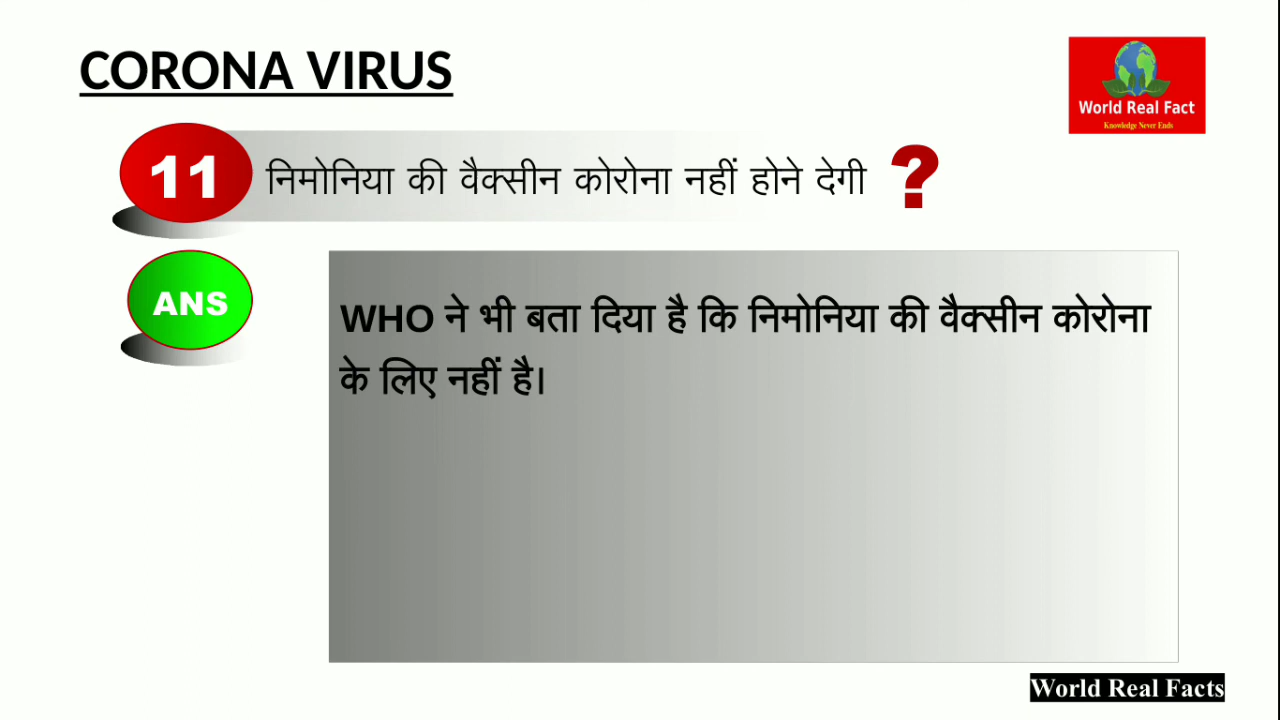 CORONA VIRUS
World Real Fact
Knowledge Never Ends
11 निमोनिया की वैक्सीन कोरोना नहीं होने देगी ?
ANS
WHO ने भी बता दिया है कि निमोनिया की वैक्सीन कोरोना
के लिए नहीं है।
World Real Facts